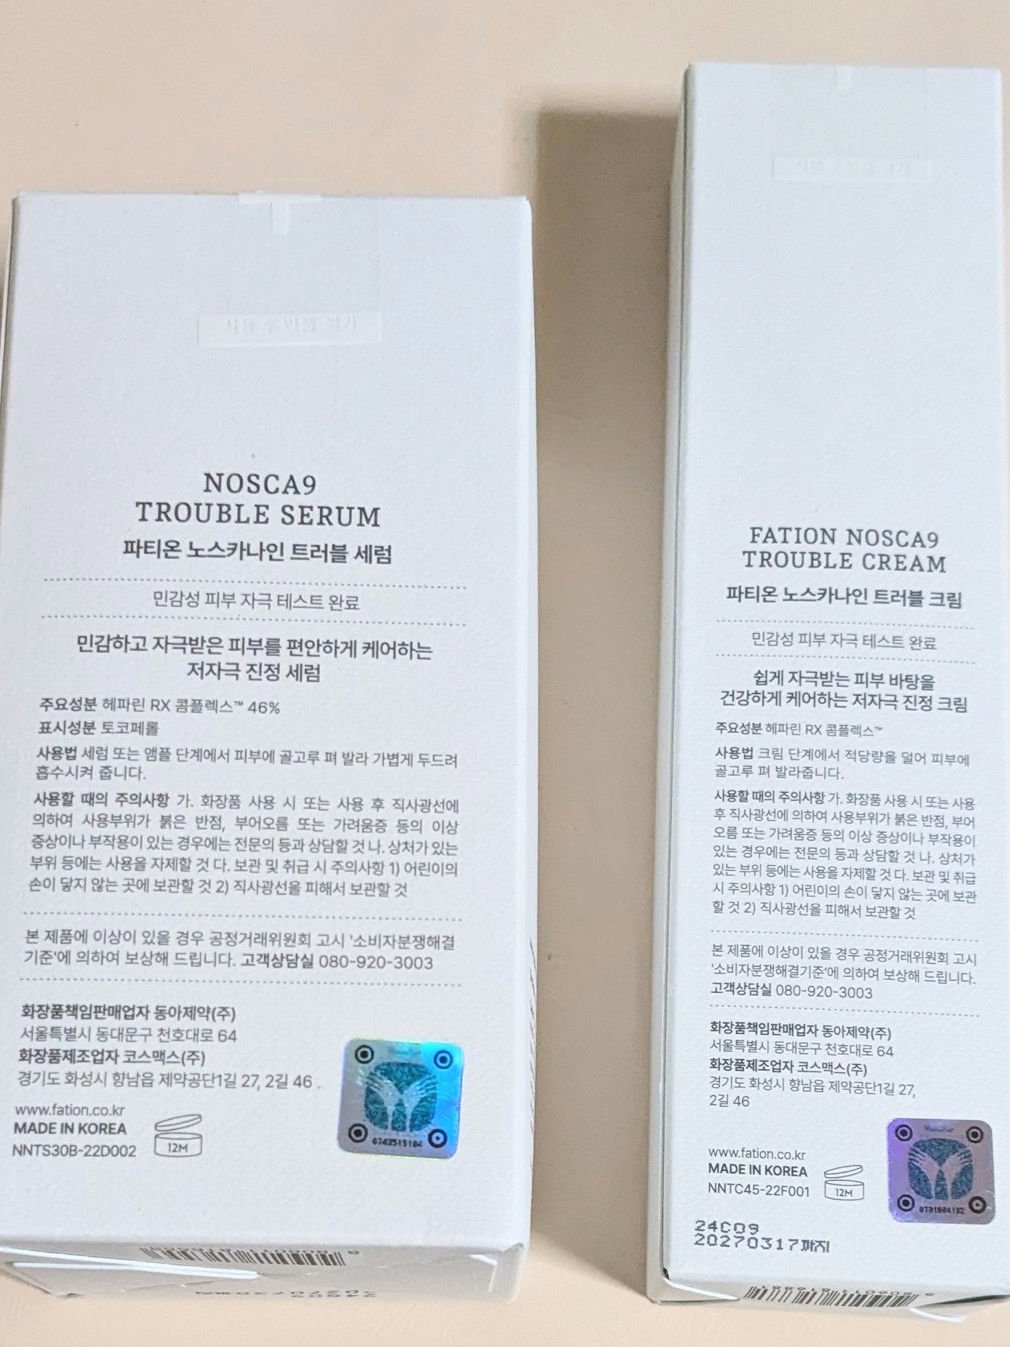 NOSCA9
TROUBLE SERUM
파티온 노스카나인 트러블 세럼
민감성 피부 자극 테스트 완료
민감하고 자극받은 피부를 편안하게 케어하는
저자극 진정 세럼
주요성분 헤파린 RX 콤플렉스™ 46%
표시성분 토코페롤
사용법 세럼 또는 앰플 단계에서 피부에 골고루 펴 발라 가볍게 두드려
흡수시켜 줍니다.
사용할 때의 주의사항 가. 화장품 사용 시 또는 사용 후 직사광선에
의하여 사용부위가 붉은 반점, 부어오름 또는 가려움증 등의 이상
증상이나 부작용이 있는 경우에는 전문의 등과 상담할 것 나. 상처가 있는
부위 등에는 사용을 자제할 것 다. 보관 및 취급 시 주의사항 1) 어린이의
손이 닿지 않는 곳에 보관할 것 2) 직사광선을 피해서 보관할 것
본 제품에 이상이 있을 경우 공정거래위원회 고시 '소비자분쟁해결
기준'에 의하여 보상해 드립니다. 고객상담실 080-920-3003
화장품책임판매업자 동아제약(주)
서울특별시 동대문구 천호대로 64
화장품제조업자 코스맥스(주)
경기도 화성시 향남읍 제약공단1길 27, 2길 46 .
www.fation.co.kr
MADE IN KOREA
NNTS30B-22D002
12M
FATION NOSCA9
TROUBLE CREAM
파티온 노스카나인 트러블 크림
민감성 피부 자극 테스트 완료
쉽게 자극받는 피부 바탕을
건강하게 케어하는 저자극 진정 크림
주요성분 헤파린 RX 콤플렉스™
사용법 크림 단계에서 적당량을 덜어 피부에
골고루 펴 발라줍니다.
사용할 때의 주의사항 가. 화장품 사용 시 또는 사용
후 직사광선에 의하여 사용부위가 붉은 반점, 부어
오름 또는 가려움증 등의 이상 증상이나 부작용이
있는 경우에는 전문의 등과 상담할 것 나. 상처가
있는 부위 등에는 사용을 자제할 것 다. 보관 및 취급
시 주의사항 1) 어린이의 손이 닿지 않는 곳에 보관
할 것 2) 직사광선을 피해서 보관할 것
본 제품에 이상이 있을 경우 공정거래위원회 고시
'소비자분쟁해결기준'에 의하여 보상해 드립니다.
고객상담실 080-920-3003
화장품책임판매업자 동아제약(주)
서울특별시 동대문구 천호대로 64
화장품제조업자 코스맥스(주)
경기도 화성시 향남읍 제약공단1길 27,
2길 46
www.fation.co.kr
MADE IN KOREA
NNTC45-22F001
12M
24C09
20270317까지